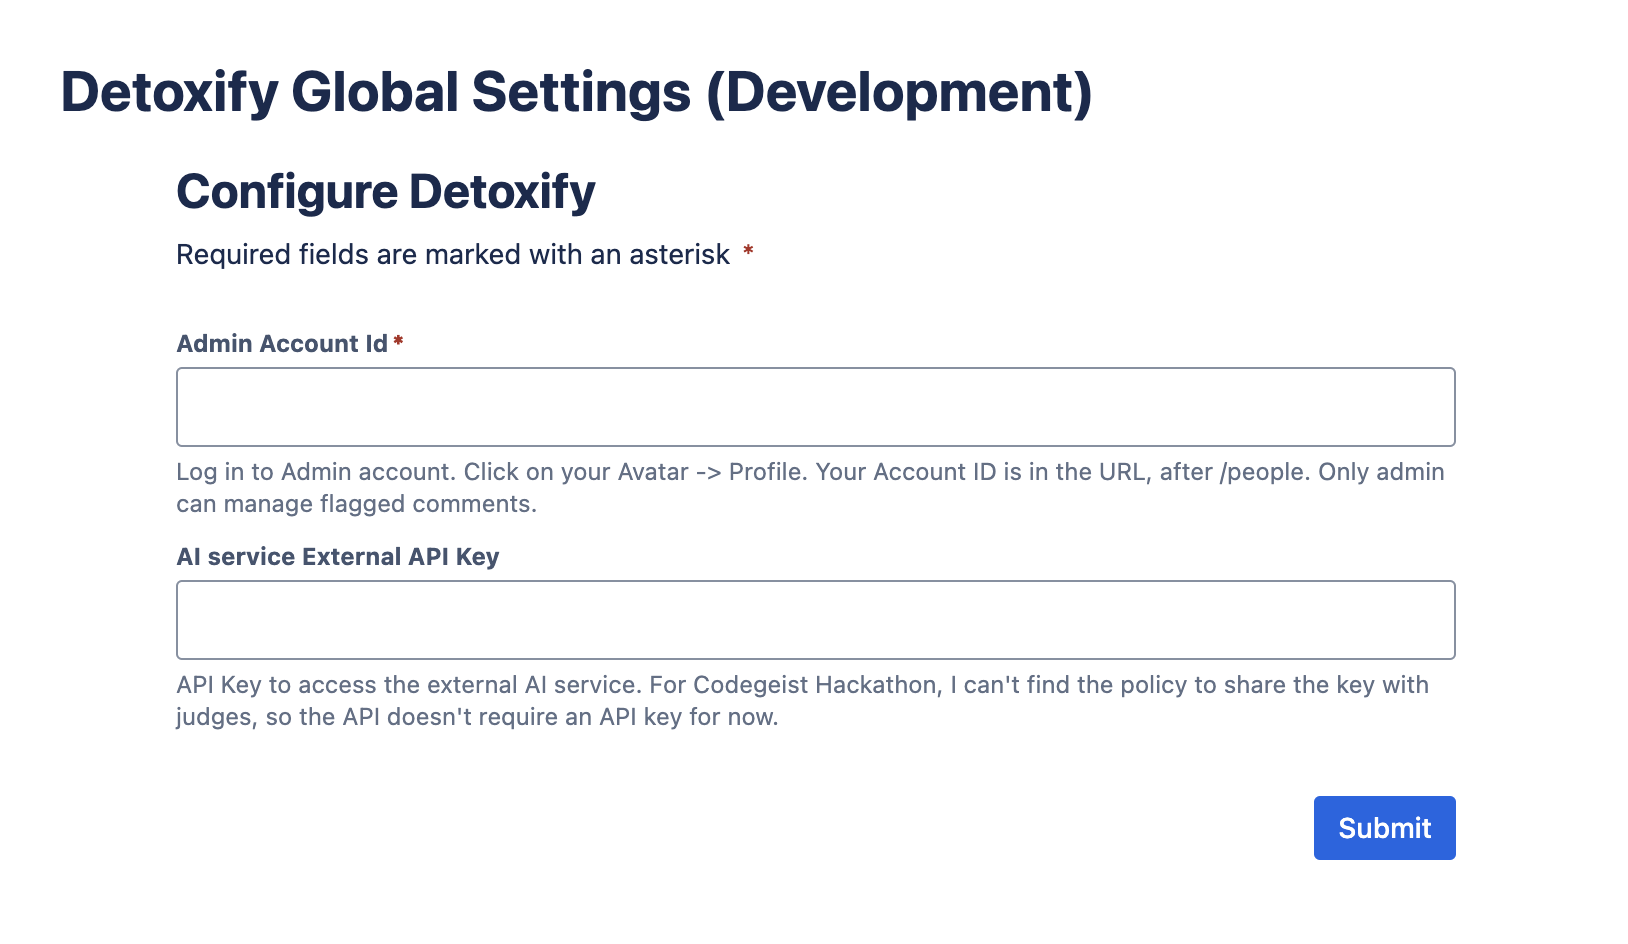 Detoxify Global Settings (Development)
Configure Detoxify
Required fields are marked with an asterisk *
Admin Account Id*
Log in to Admin account. Click on your Avatar -> Profile. Your Account ID is in the URL, after /people. Only admin
can manage flagged comments.
AI service External API Key
API Key to access the external AI service. For Codegeist Hackathon, I can't find the policy to share the key with
judges, so the API doesn't require an API key for now.
Submit